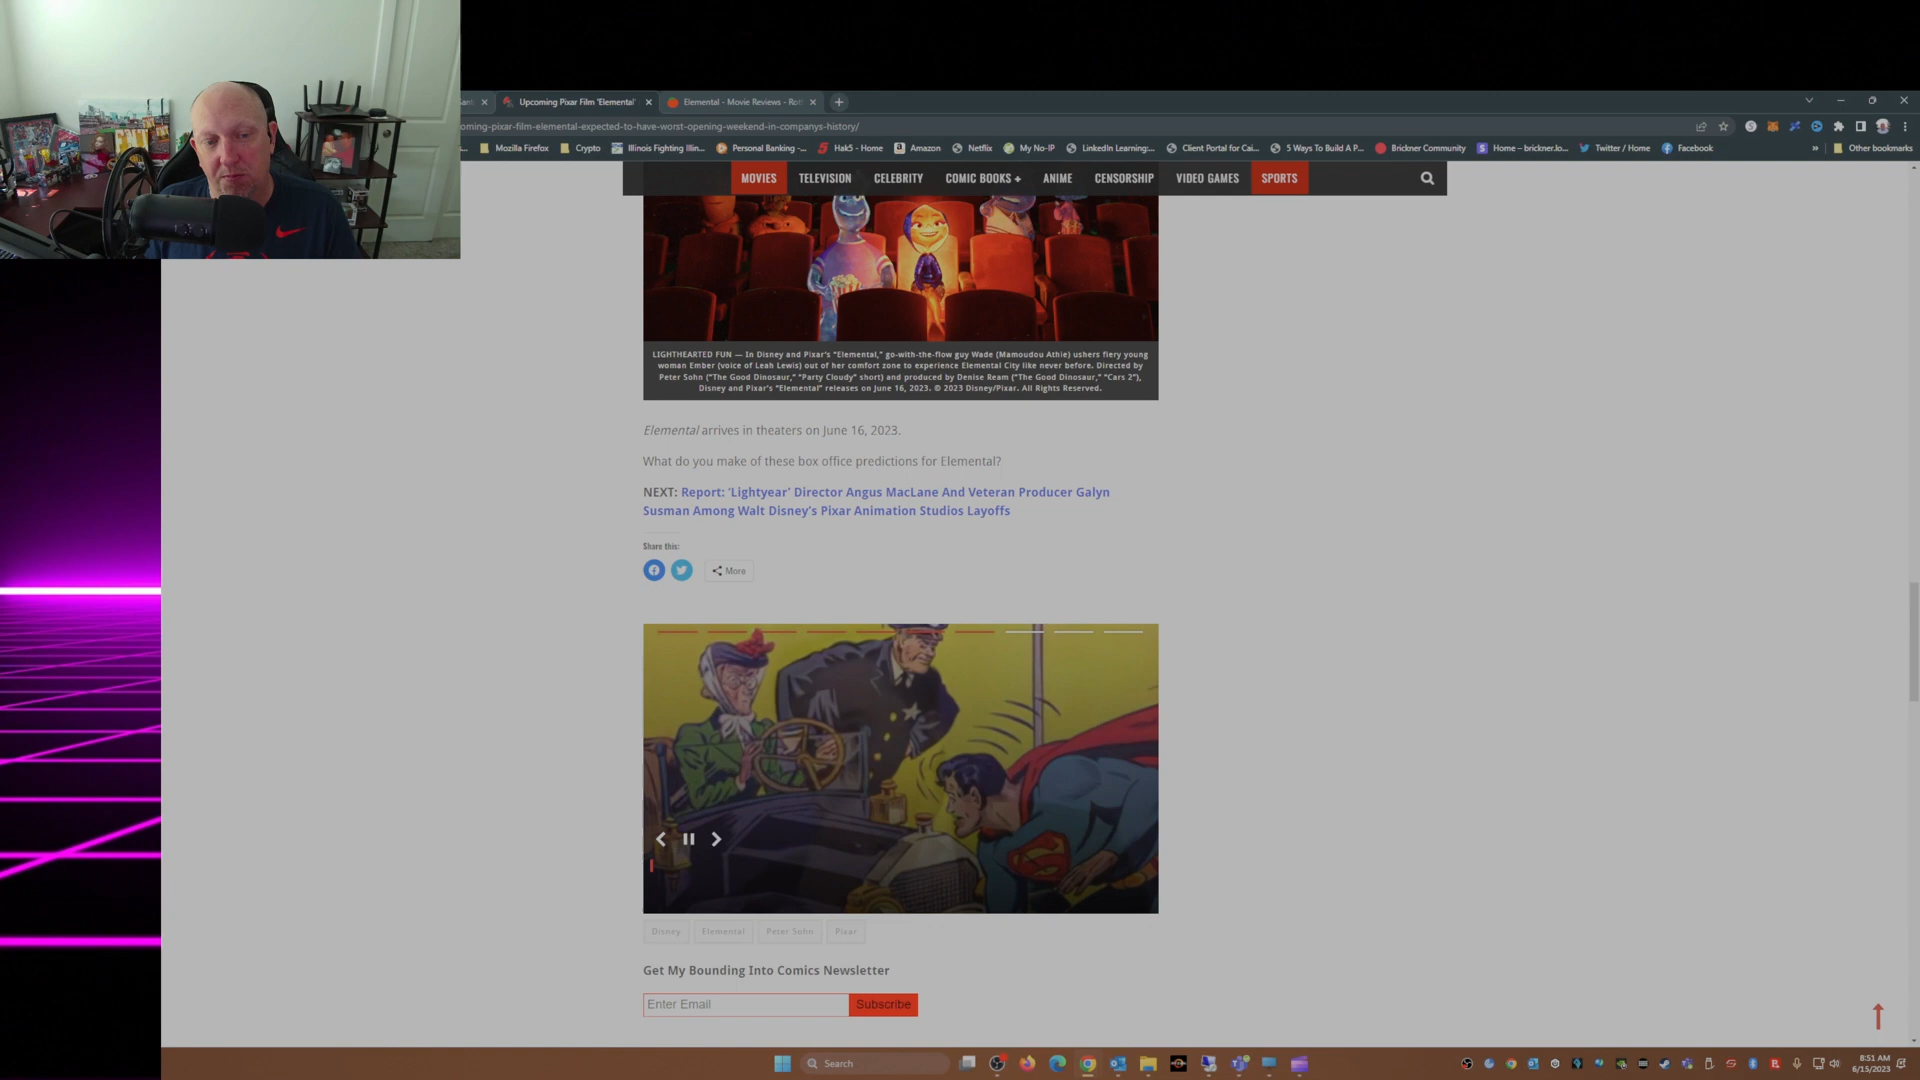 Upcoming Pixar Film 'Elemental'
Elemental - Movie Reviews - Rott
oming-pixar-film-elemental-expected-to-have-worst-opening-weekend-in-companys-history/
Mozilla Firefox Crypto Illinois Fighting Illin... Personal Banking -... Hak5 - Home Amazon Netflix My No-IP LinkedIn Learning:... Client Portal for Cai... 5 Ways To Build A P... Brickner Community Home – brickner.lo... Twitter / Home Facebook » Other bookmarks
MOVIES TELEVISION CELEBRITY COMIC BOOKS + ANIME CENSORSHIP VIDEO GAMES SPORTS
LIGHTHEARTED FUN — In Disney and Pixar's "Elemental," go-with-the-flow guy Wade (Mamoudou Athie) ushers fiery young
woman Ember (voice of Leah Lewis) out of her comfort zone to experience Elemental City like never before. Directed by
Peter Sohn ("The Good Dinosaur," "Party Cloudy" short) and produced by Denise Ream ("The Good Dinosaur," "Cars 2"),
Disney and Pixar's "Elemental" releases on June 16, 2023. © 2023 Disney/Pixar. All Rights Reserved.
Elemental arrives in theaters on June 16, 2023.
What do you make of these box office predictions for Elemental?
NEXT: Report: 'Lightyear' Director Angus MacLane And Veteran Producer Galyn
Susman Among Walt Disney's Pixar Animation Studios Layoffs
Share this:
More
Disney Elemental Peter Sohn Pixar
Get My Bounding Into Comics Newsletter
Enter Email Subscribe
Search
8:51 AM
6/15/2023